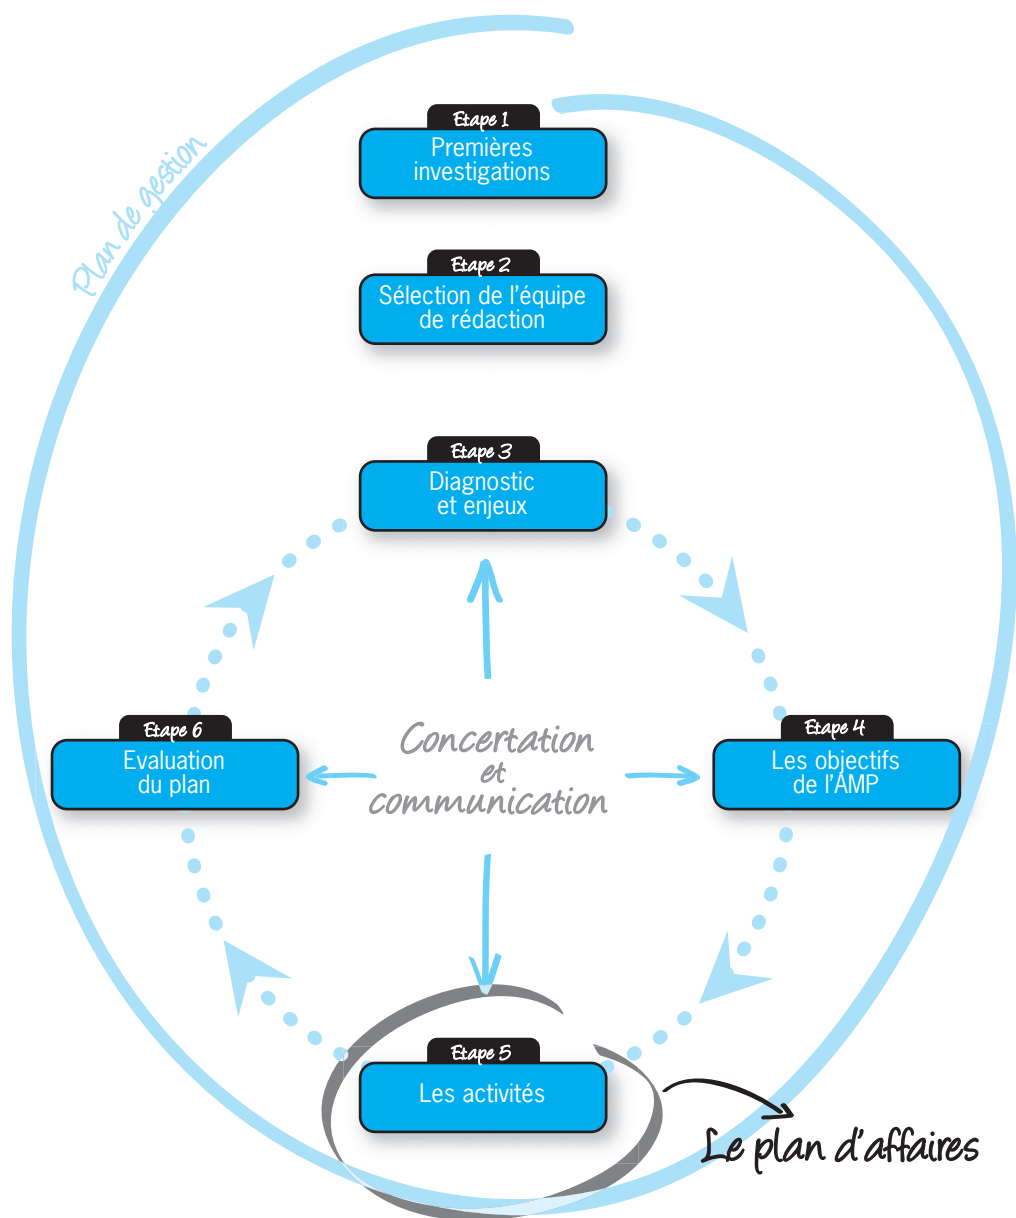 Plan de gestion
Etape 1
Premières
investigations
Etape 2
Sélection de l'équipe
de rédaction
Etape 3
Diagnostic
et enjeux
Etape 6
Evaluation
du plan
Concertation
et
communication
Etape 4
Les objectifs
de l'AMP
Etape 5
Les activités
Le plan d'affaires